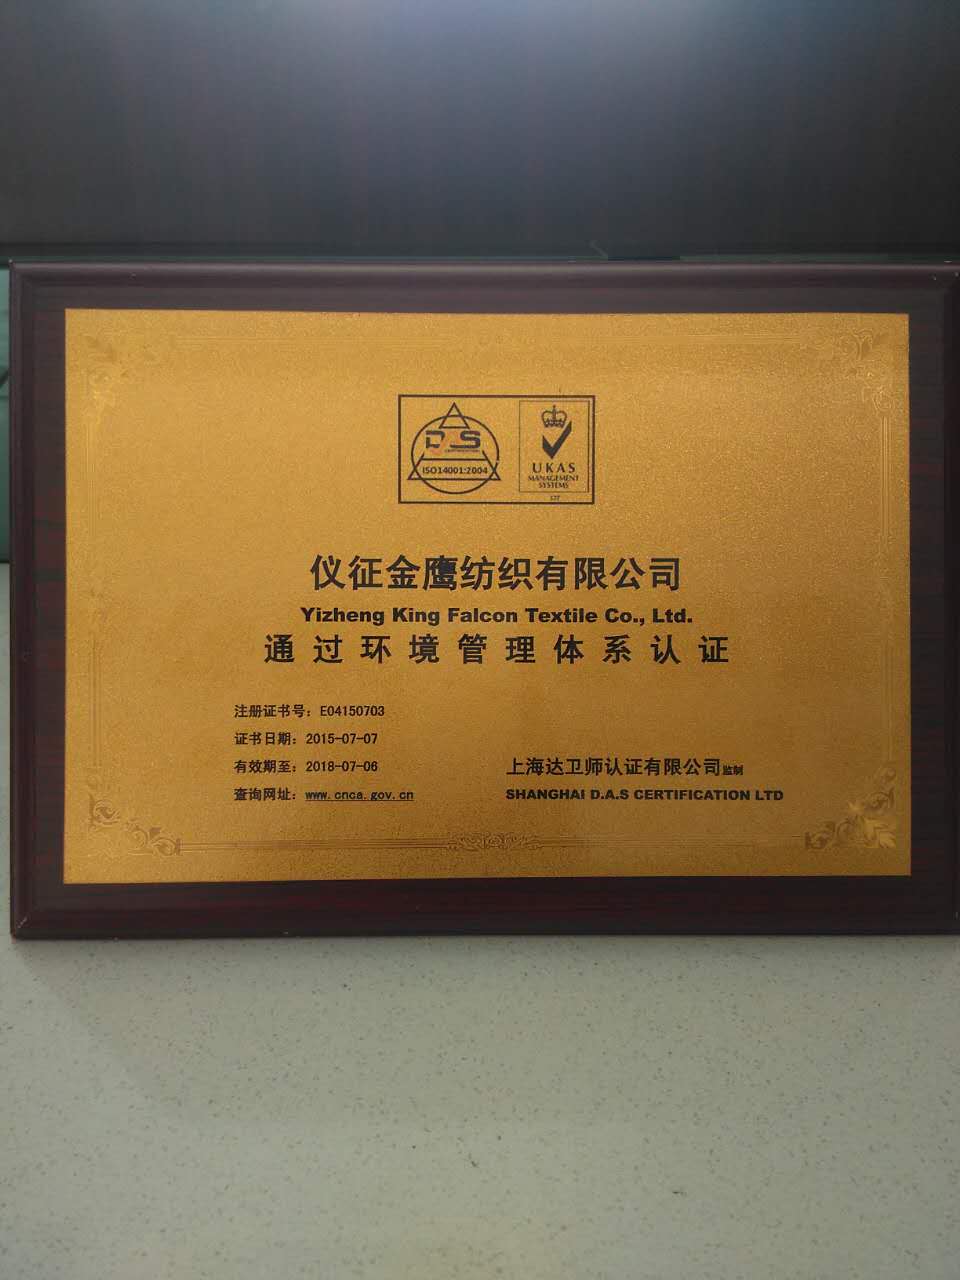 DAS
CERTIFICATION
ISO14001:2004
UKAS
MANAGEMENT
SYSTEMS
仪征金鹰纺织有限公司
Yizheng King Falcon Textile Co., Ltd.
通过环境管理体系认证
注册证书号：E04150703
证书日期：2015-07-07
有效期至：2018-07-06
查询网址：www.cnca.gov.cn
上海达卫师认证有限公司监制
SHANGHAI D.A.S CERTIFICATION LTD